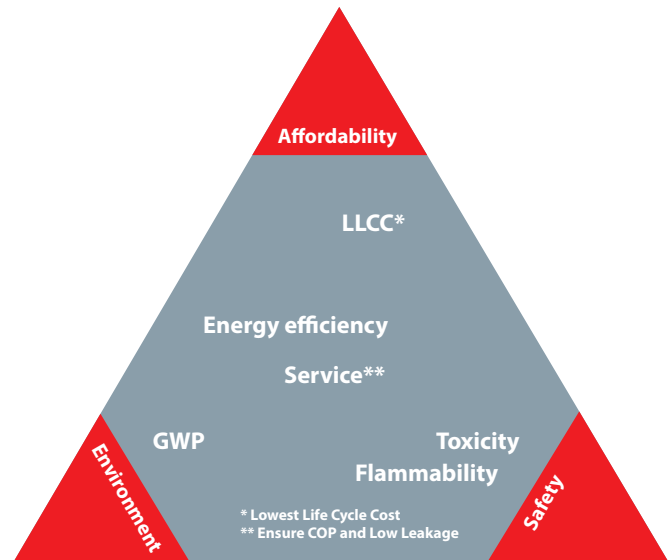 Affordability
LLCC*
Energy efficiency
Service**
GWP
Toxicity
Flammability
Environment
Safety
* Lowest Life Cycle Cost
** Ensure COP and Low Leakage